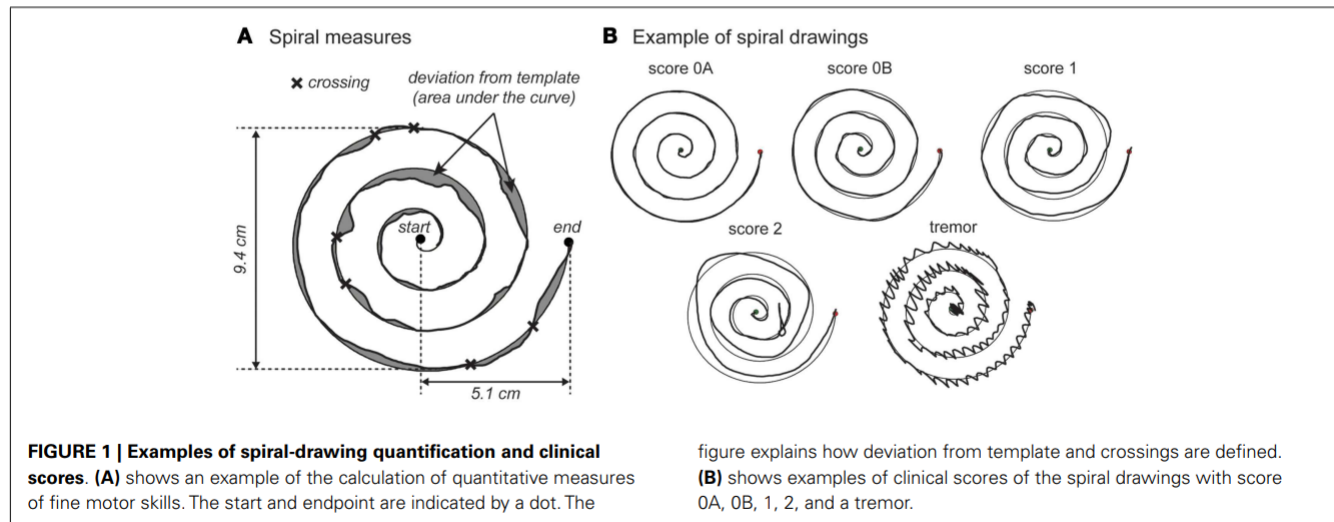 A Spiral measures
✖ crossing
deviation from template
(area under the curve)
start
end
9.4 cm
5.1 cm
B Example of spiral drawings
score 0A
score 0B
score 1
score 2
tremor
FIGURE 1 | Examples of spiral-drawing quantification and clinical
scores. (A) shows an example of the calculation of quantitative measures
of fine motor skills. The start and endpoint are indicated by a dot. The
figure explains how deviation from template and crossings are defined.
(B) shows examples of clinical scores of the spiral drawings with score
0A, 0B, 1, 2, and a tremor.